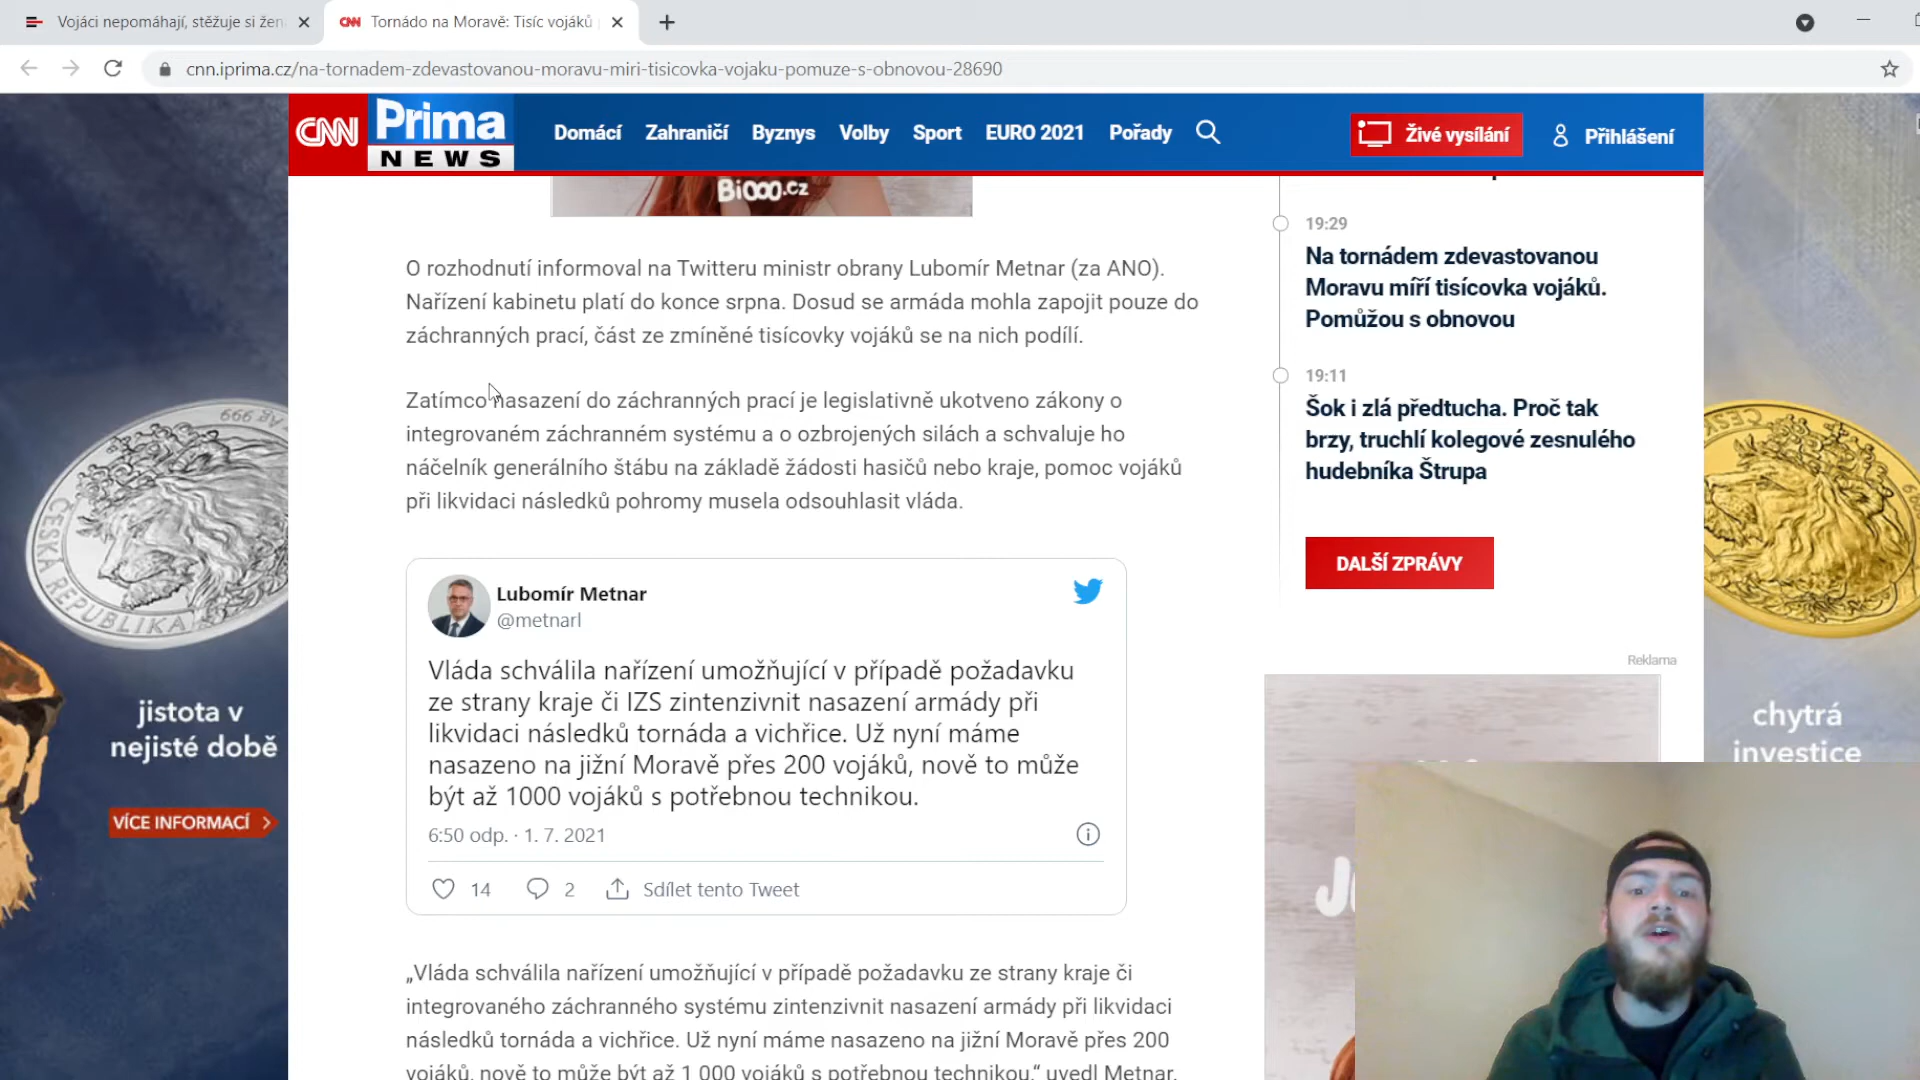 Vojáci nepomáhají, stěžuje si žen
CNN Tornádo na Moravě: Tisíc vojáků
cnn.iprima.cz/na-tornadem-zdevastovanou-moravu-miri-tisicovka-vojaku-pomuze-s-obnovou-28690
CNN Prima NEWS
Domácí Zahraničí Byznys Volby Sport EURO 2021 Pořady
Živé vysílání
Přihlášení
Biooo.cz
O rozhodnutí informoval na Twitteru ministr obrany Lubomír Metnar (za ANO).
Nařízení kabinetu platí do konce srpna. Dosud se armáda mohla zapojit pouze do
záchranných prací, část ze zmíněné tisícovky vojáků se na nich podílí.
Zatímco nasazení do záchranných prací je legislativně ukotveno zákony o
integrovaném záchranném systému a o ozbrojených silách a schvaluje ho
náčelník generálního štábu na základě žádosti hasičů nebo kraje, pomoc vojáků
při likvidaci následků pohromy musela odsouhlasit vláda.
Lubomír Metnar
@metnarl
Vláda schválila nařízení umožňující v případě požadavku
ze strany kraje či IZS zintenzivnit nasazení armády při
likvidaci následků tornáda a vichřice. Už nyní máme
nasazeno na jižní Moravě přes 200 vojáků, nově to může
být až 1000 vojáků s potřebnou technikou.
6:50 odp. · 1. 7. 2021
14 2 Sdílet tento Tweet
„Vláda schválila nařízení umožňující v případě požadavku ze strany kraje či
integrovaného záchranného systému zintenzivnit nasazení armády při likvidaci
následků tornáda a vichřice. Už nyní máme nasazeno na jižní Moravě přes 200
vojáků, nově to může být až 1 000 vojáků s potřebnou technikou,“ uvedl Metnar.
19:29
Na tornádem zdevastovanou
Moravu míří tisícovka vojáků.
Pomůžou s obnovou
19:11
Šok i zlá předtucha. Proč tak
brzy, truchlí kolegové zesnulého
hudebníka Štrupa
DALŠÍ ZPRÁVY
Reklama
ČESKÁ REPUBLIKA
AG 999
jistota v
nejisté době
VÍCE INFORMACÍ
chytrá
investice